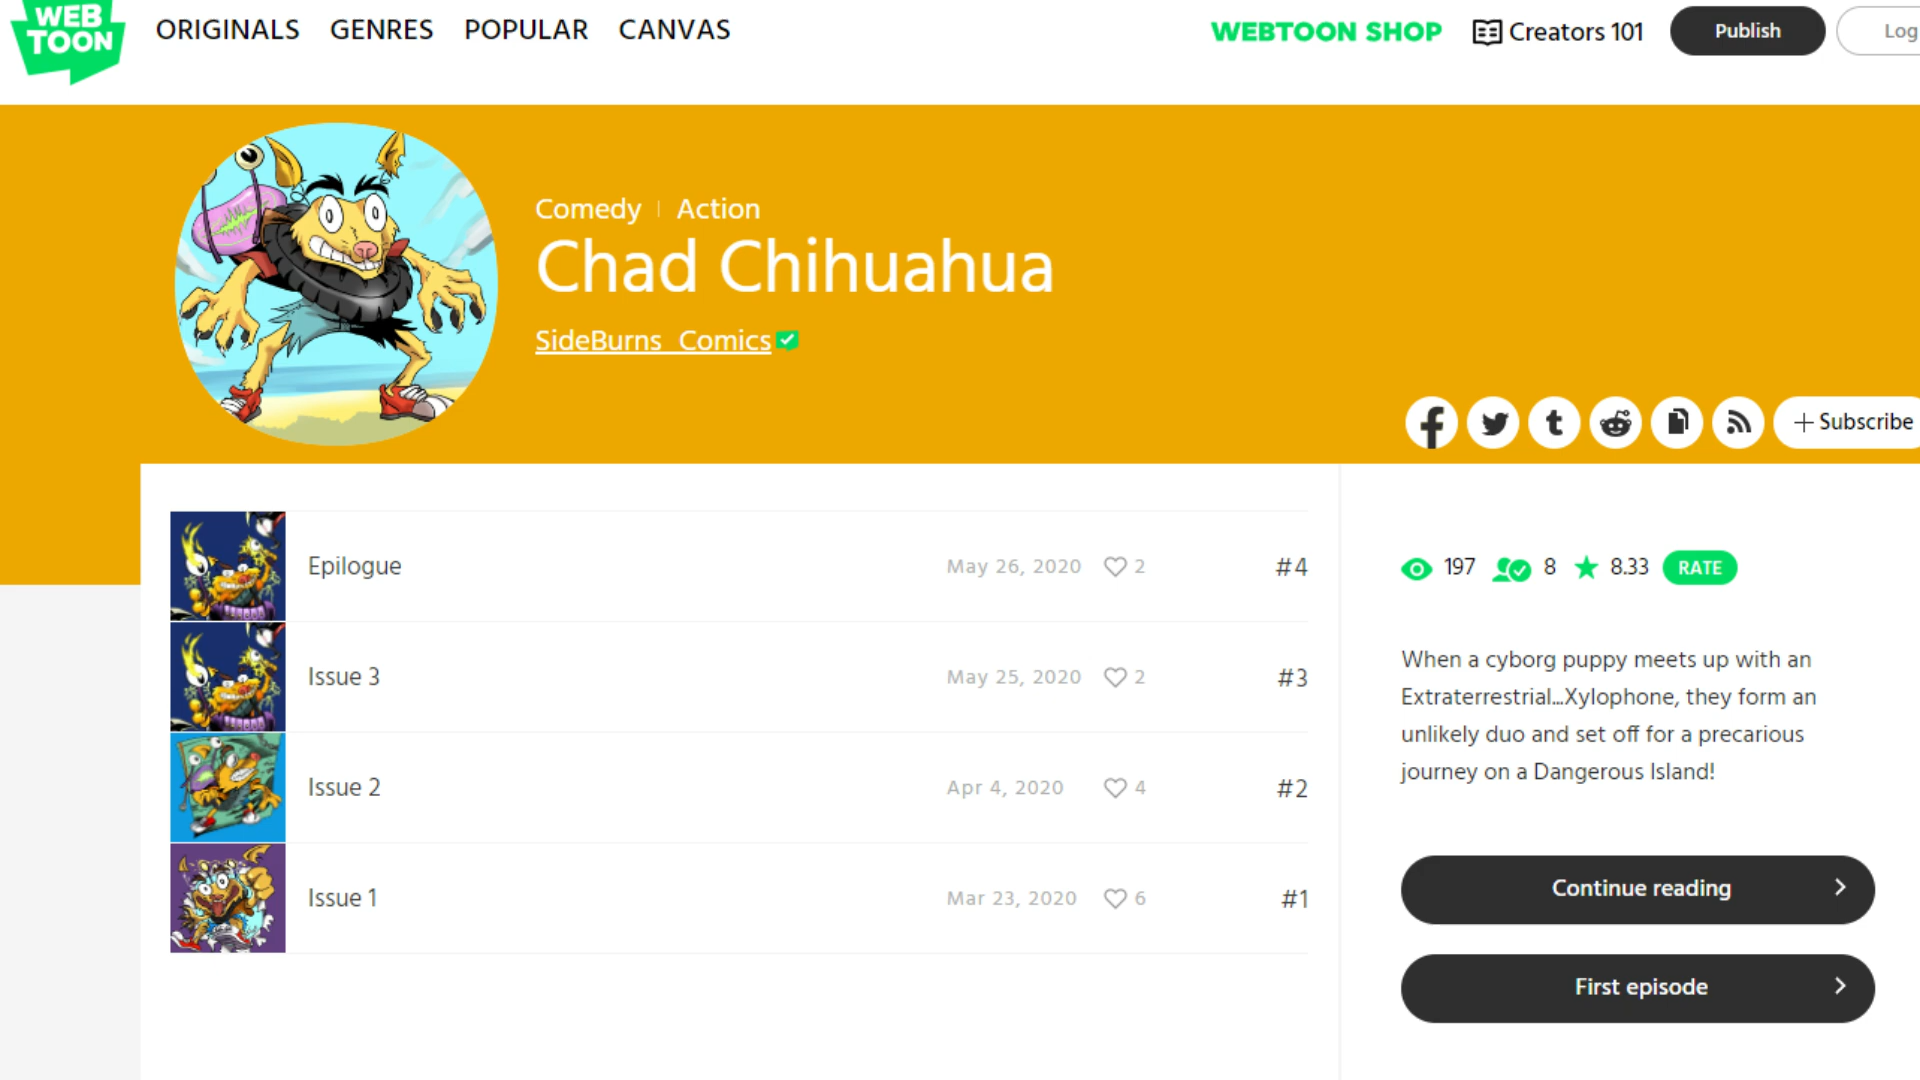 WEB
TOON
ORIGINALS GENRES POPULAR CANVAS
WEBTOON SHOP Creators 101 Publish Log
Comedy Action
Chad Chihuahua
SideBurns_Comics
+ Subscribe
Epilogue May 26, 2020 2 #4
Issue 3 May 25, 2020 2 #3
Issue 2 Apr 4, 2020 4 #2
Issue 1 Mar 23, 2020 6 #1
197 8 8.33 RATE
When a cyborg puppy meets up with an
Extraterrestrial...Xylophone, they form an
unlikely duo and set off for a precarious
journey on a Dangerous Island!
Continue reading
First episode